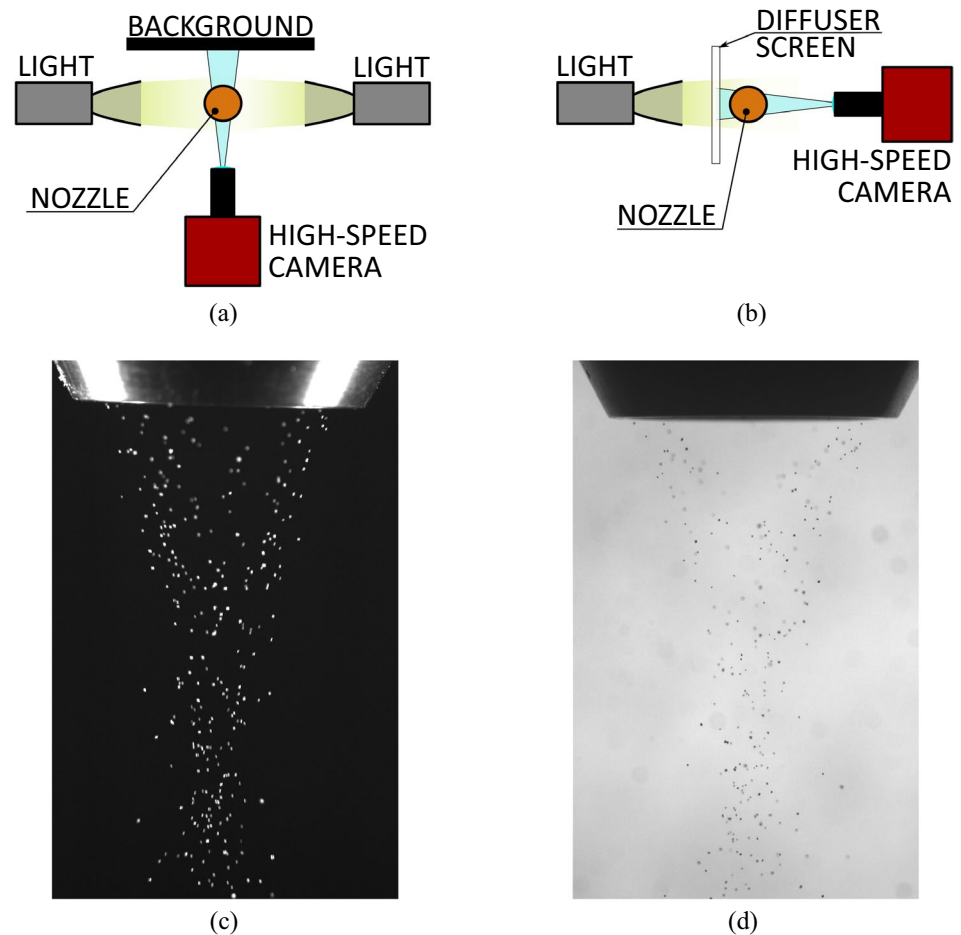 BACKGROUND
LIGHT
LIGHT
NOZZLE
HIGH-SPEED
CAMERA
(a)
DIFFUSER
SCREEN
LIGHT
HIGH-SPEED
CAMERA
NOZZLE
(b)
(c)
(d)